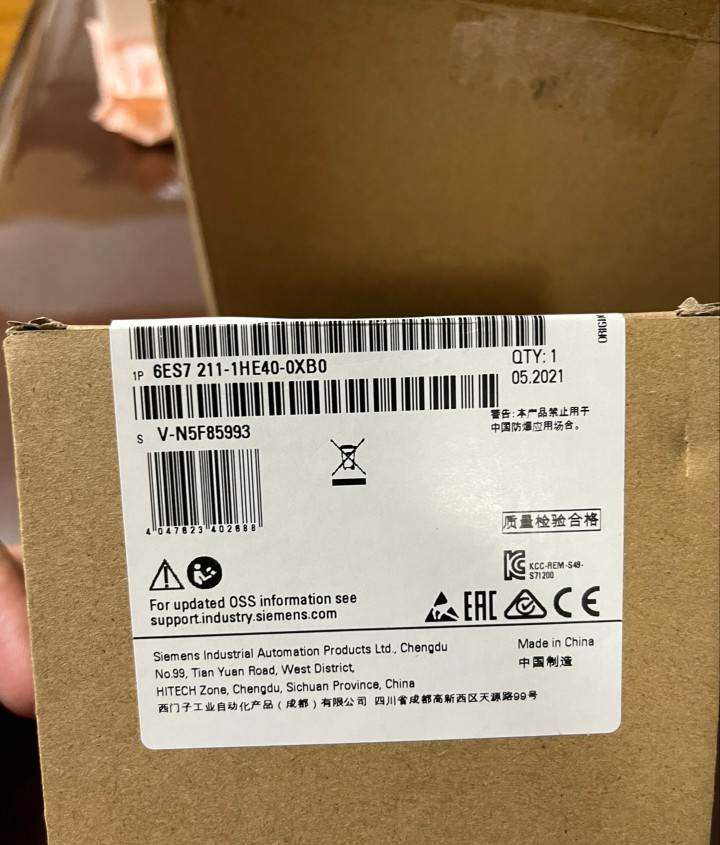 1P 6ES7 211-1HE40-0XB0
QTY: 1
05.2021
S V-N5F85993
警告:本产品禁止用于
中国防爆应用场合。
4 047623 402688
质量检验合格
KCC-REM-S49-
S71200
For updated OSS information see
support.industry.siemens.com
EAC
CE
Siemens Industrial Automation Products Ltd., Chengdu
No.99, Tian Yuan Road, West District,
HITECH Zone, Chengdu, Sichuan Province, China
西门子工业自动化产品(成都)有限公司 四川省成都高新西区天源路99号
Made in China
中国制造